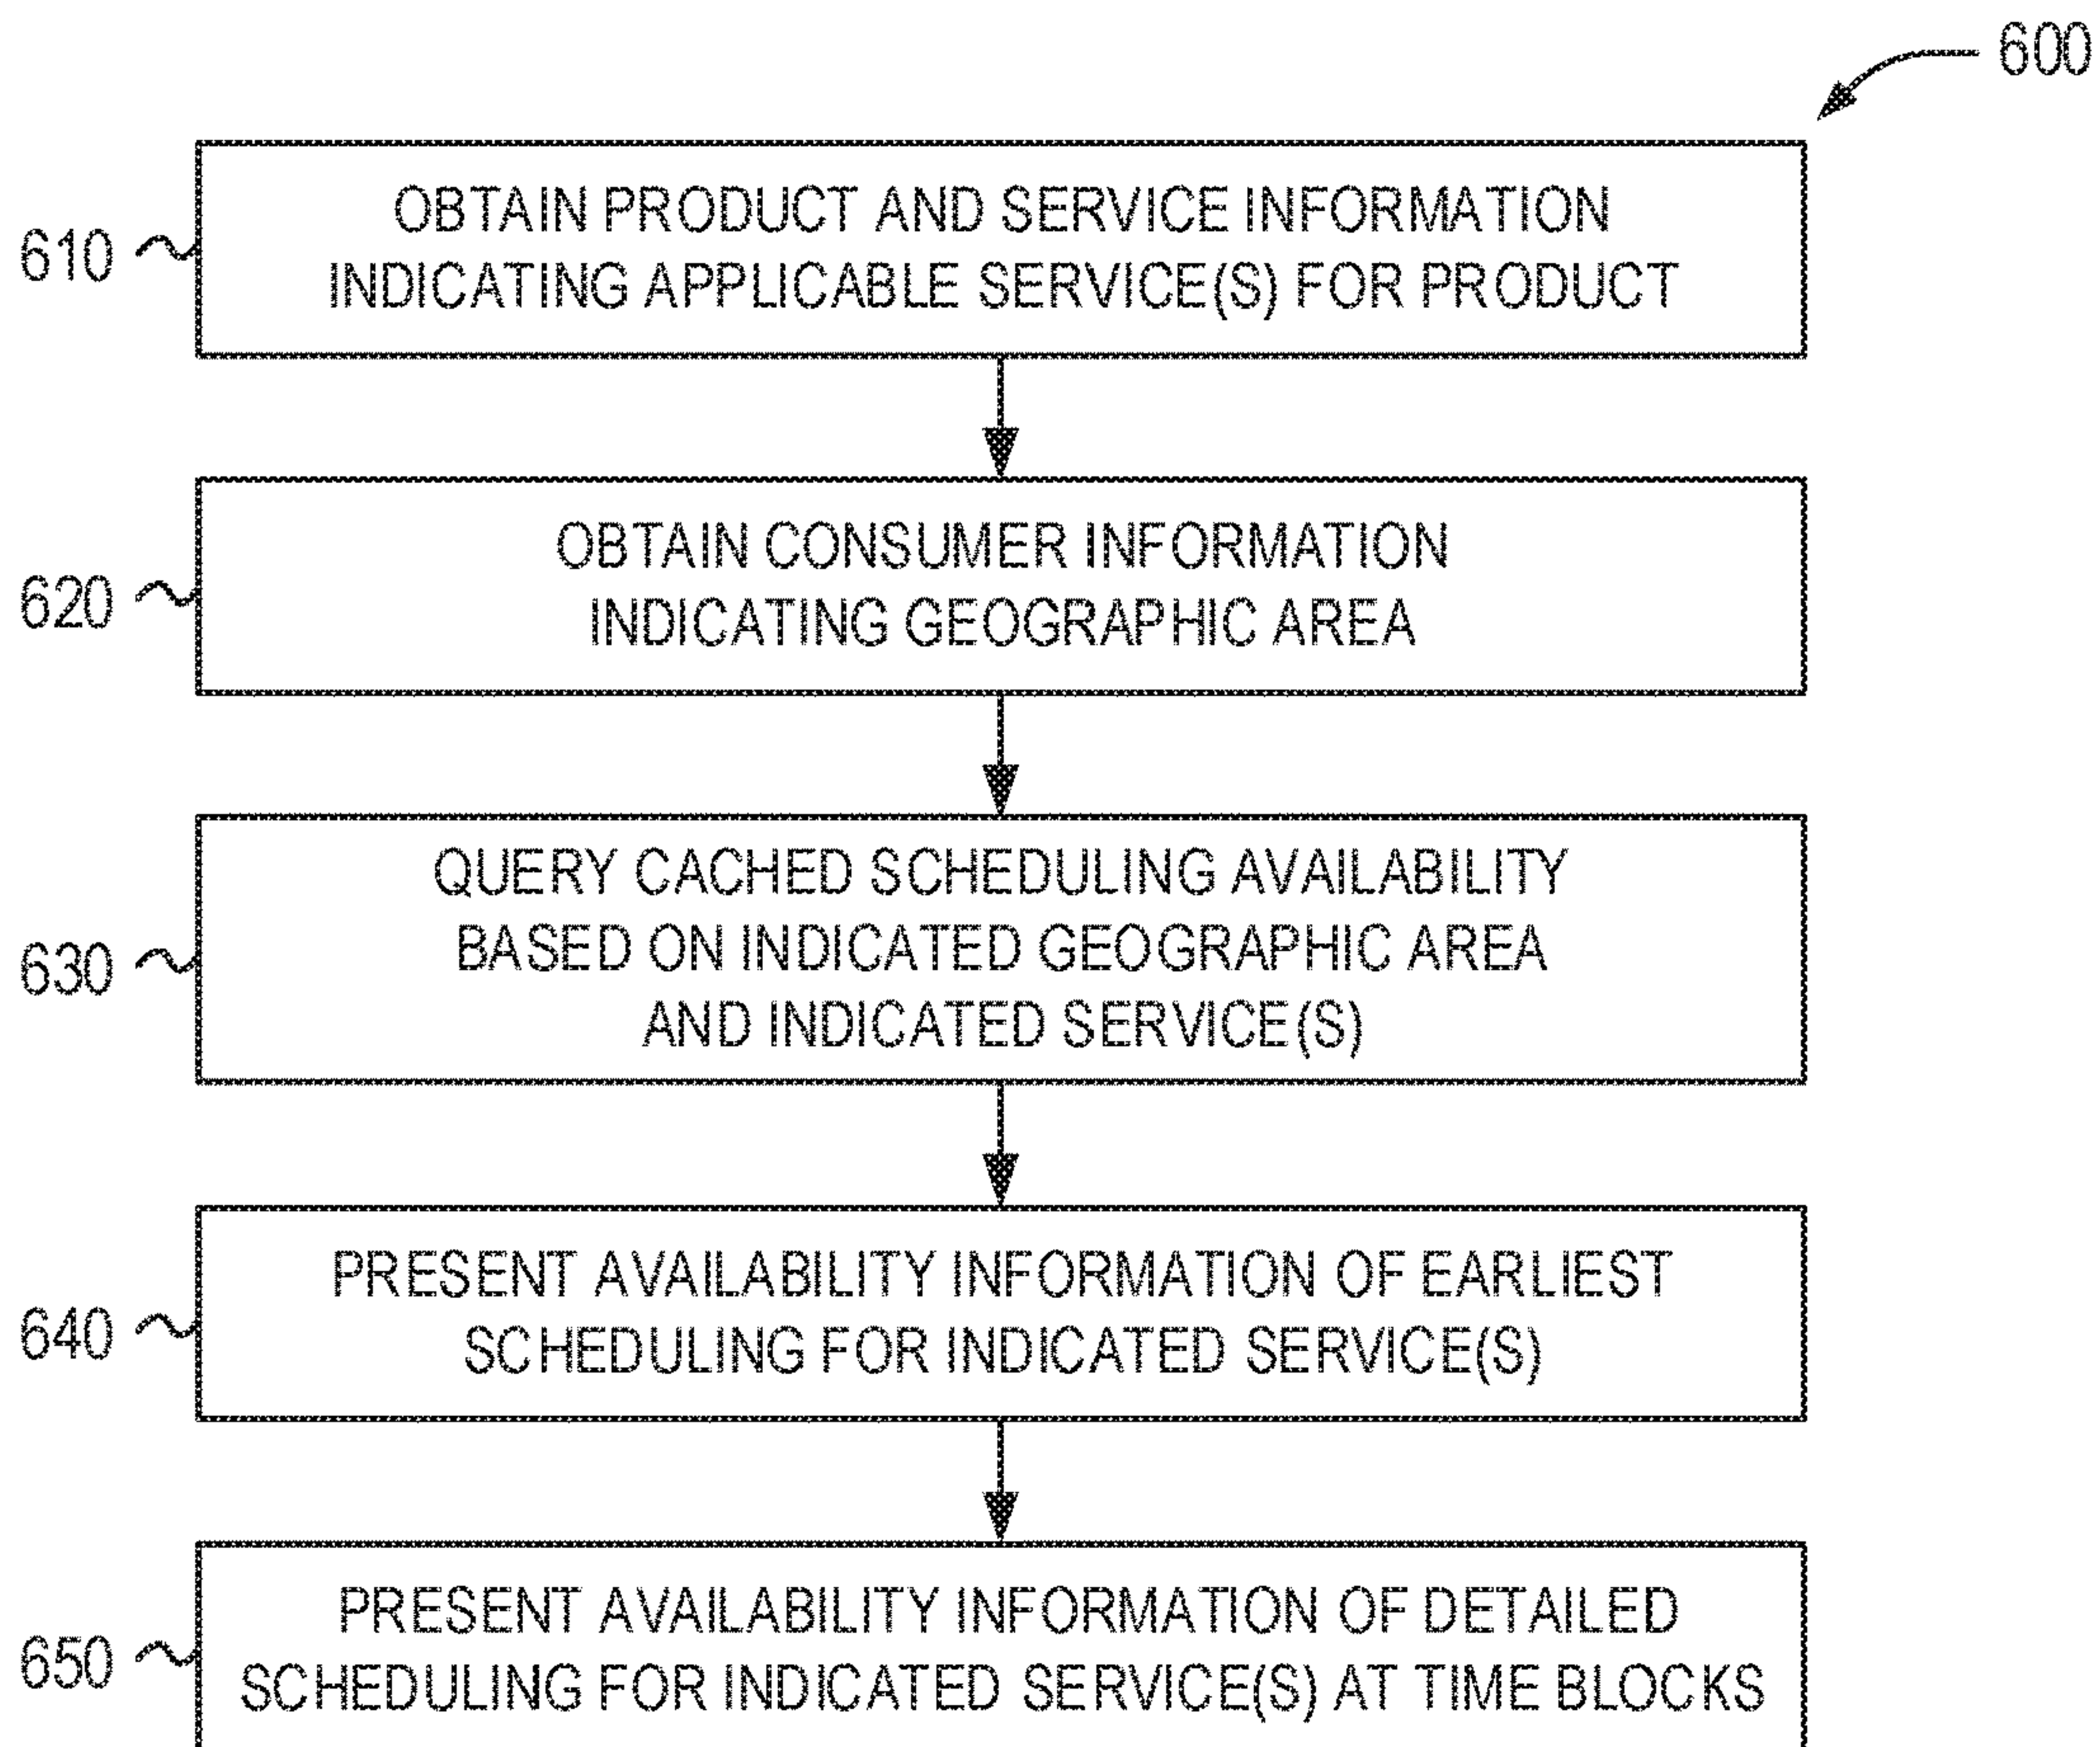 600
610
OBTAIN PRODUCT AND SERVICE INFORMATION
INDICATING APPLICABLE SERVICE(S) FOR PRODUCT
620
OBTAIN CONSUMER INFORMATION
INDICATING GEOGRAPHIC AREA
630
QUERY CACHED SCHEDULING AVAILABILITY
BASED ON INDICATED GEOGRAPHIC AREA
AND INDICATED SERVICE(S)
640
PRESENT AVAILABILITY INFORMATION OF EARLIEST
SCHEDULING FOR INDICATED SERVICE(S)
650
PRESENT AVAILABILITY INFORMATION OF DETAILED
SCHEDULING FOR INDICATED SERVICE(S) AT TIME BLOCKS